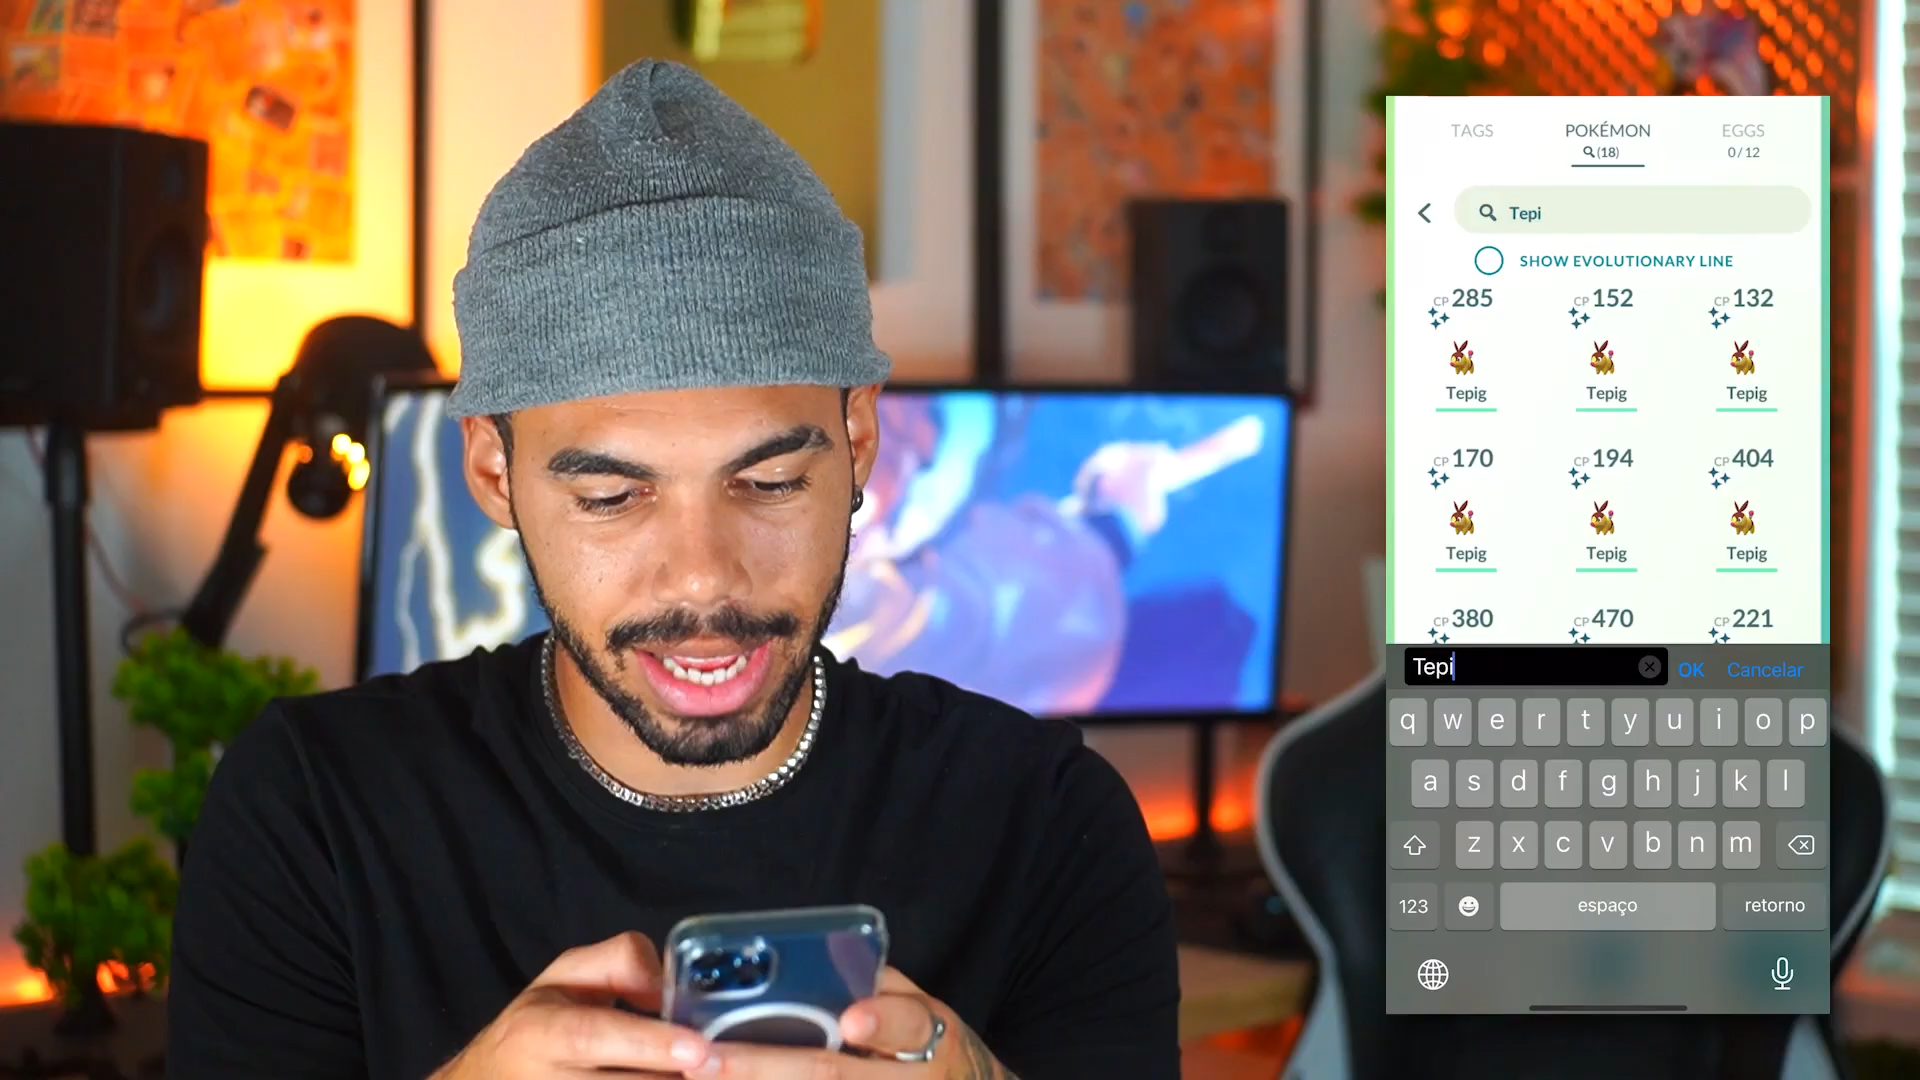 TAGS POKÉMON EGGS
(18) 0 / 12
Tepi
SHOW EVOLUTIONARY LINE
CP 285 CP 152 CP 132
Tepig Tepig Tepig
CP 170 CP 194 CP 404
Tepig Tepig Tepig
CP 380 CP 470 CP 221
Tepi OK Cancelar
q w e r t y u i o p
a s d f g h j k l
z x c v b n m
123 espaço retorno